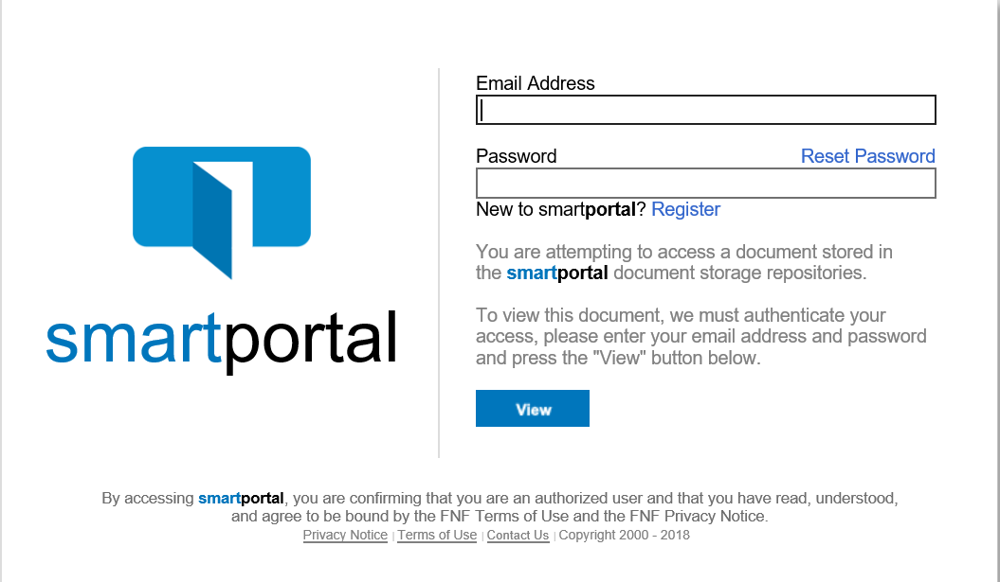 Email Address
Password Reset Password
New to smartportal? Register
You are attempting to access a document stored in
the smartportal document storage repositories.
To view this document, we must authenticate your
access, please enter your email address and password
and press the "View" button below.
View
smartportal
By accessing smartportal, you are confirming that you are an authorized user and that you have read, understood,
and agree to be bound by the FNF Terms of Use and the FNF Privacy Notice.
Privacy Notice | Terms of Use | Contact Us | Copyright 2000 - 2018